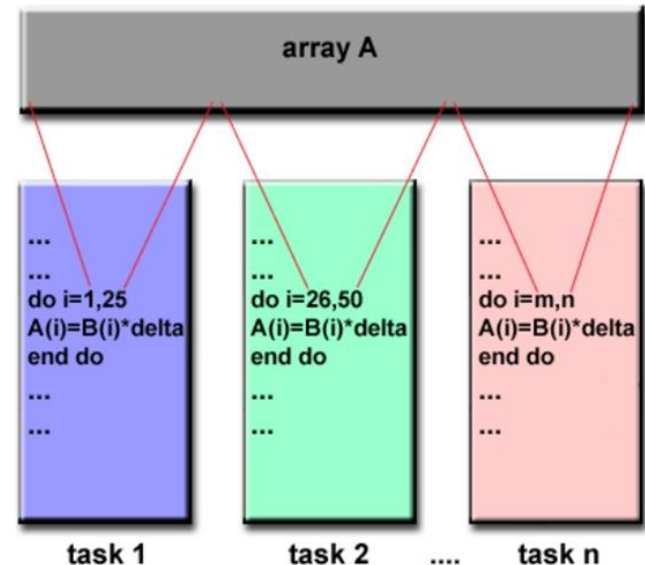 array A
...
...
do i=1,25
A(i)=B(i)*delta
end do
...
...
...
...
do i=26,50
A(i)=B(i)*delta
end do
...
...
...
...
do i=m,n
A(i)=B(i)*delta
end do
...
...
task 1
task 2
....
task n